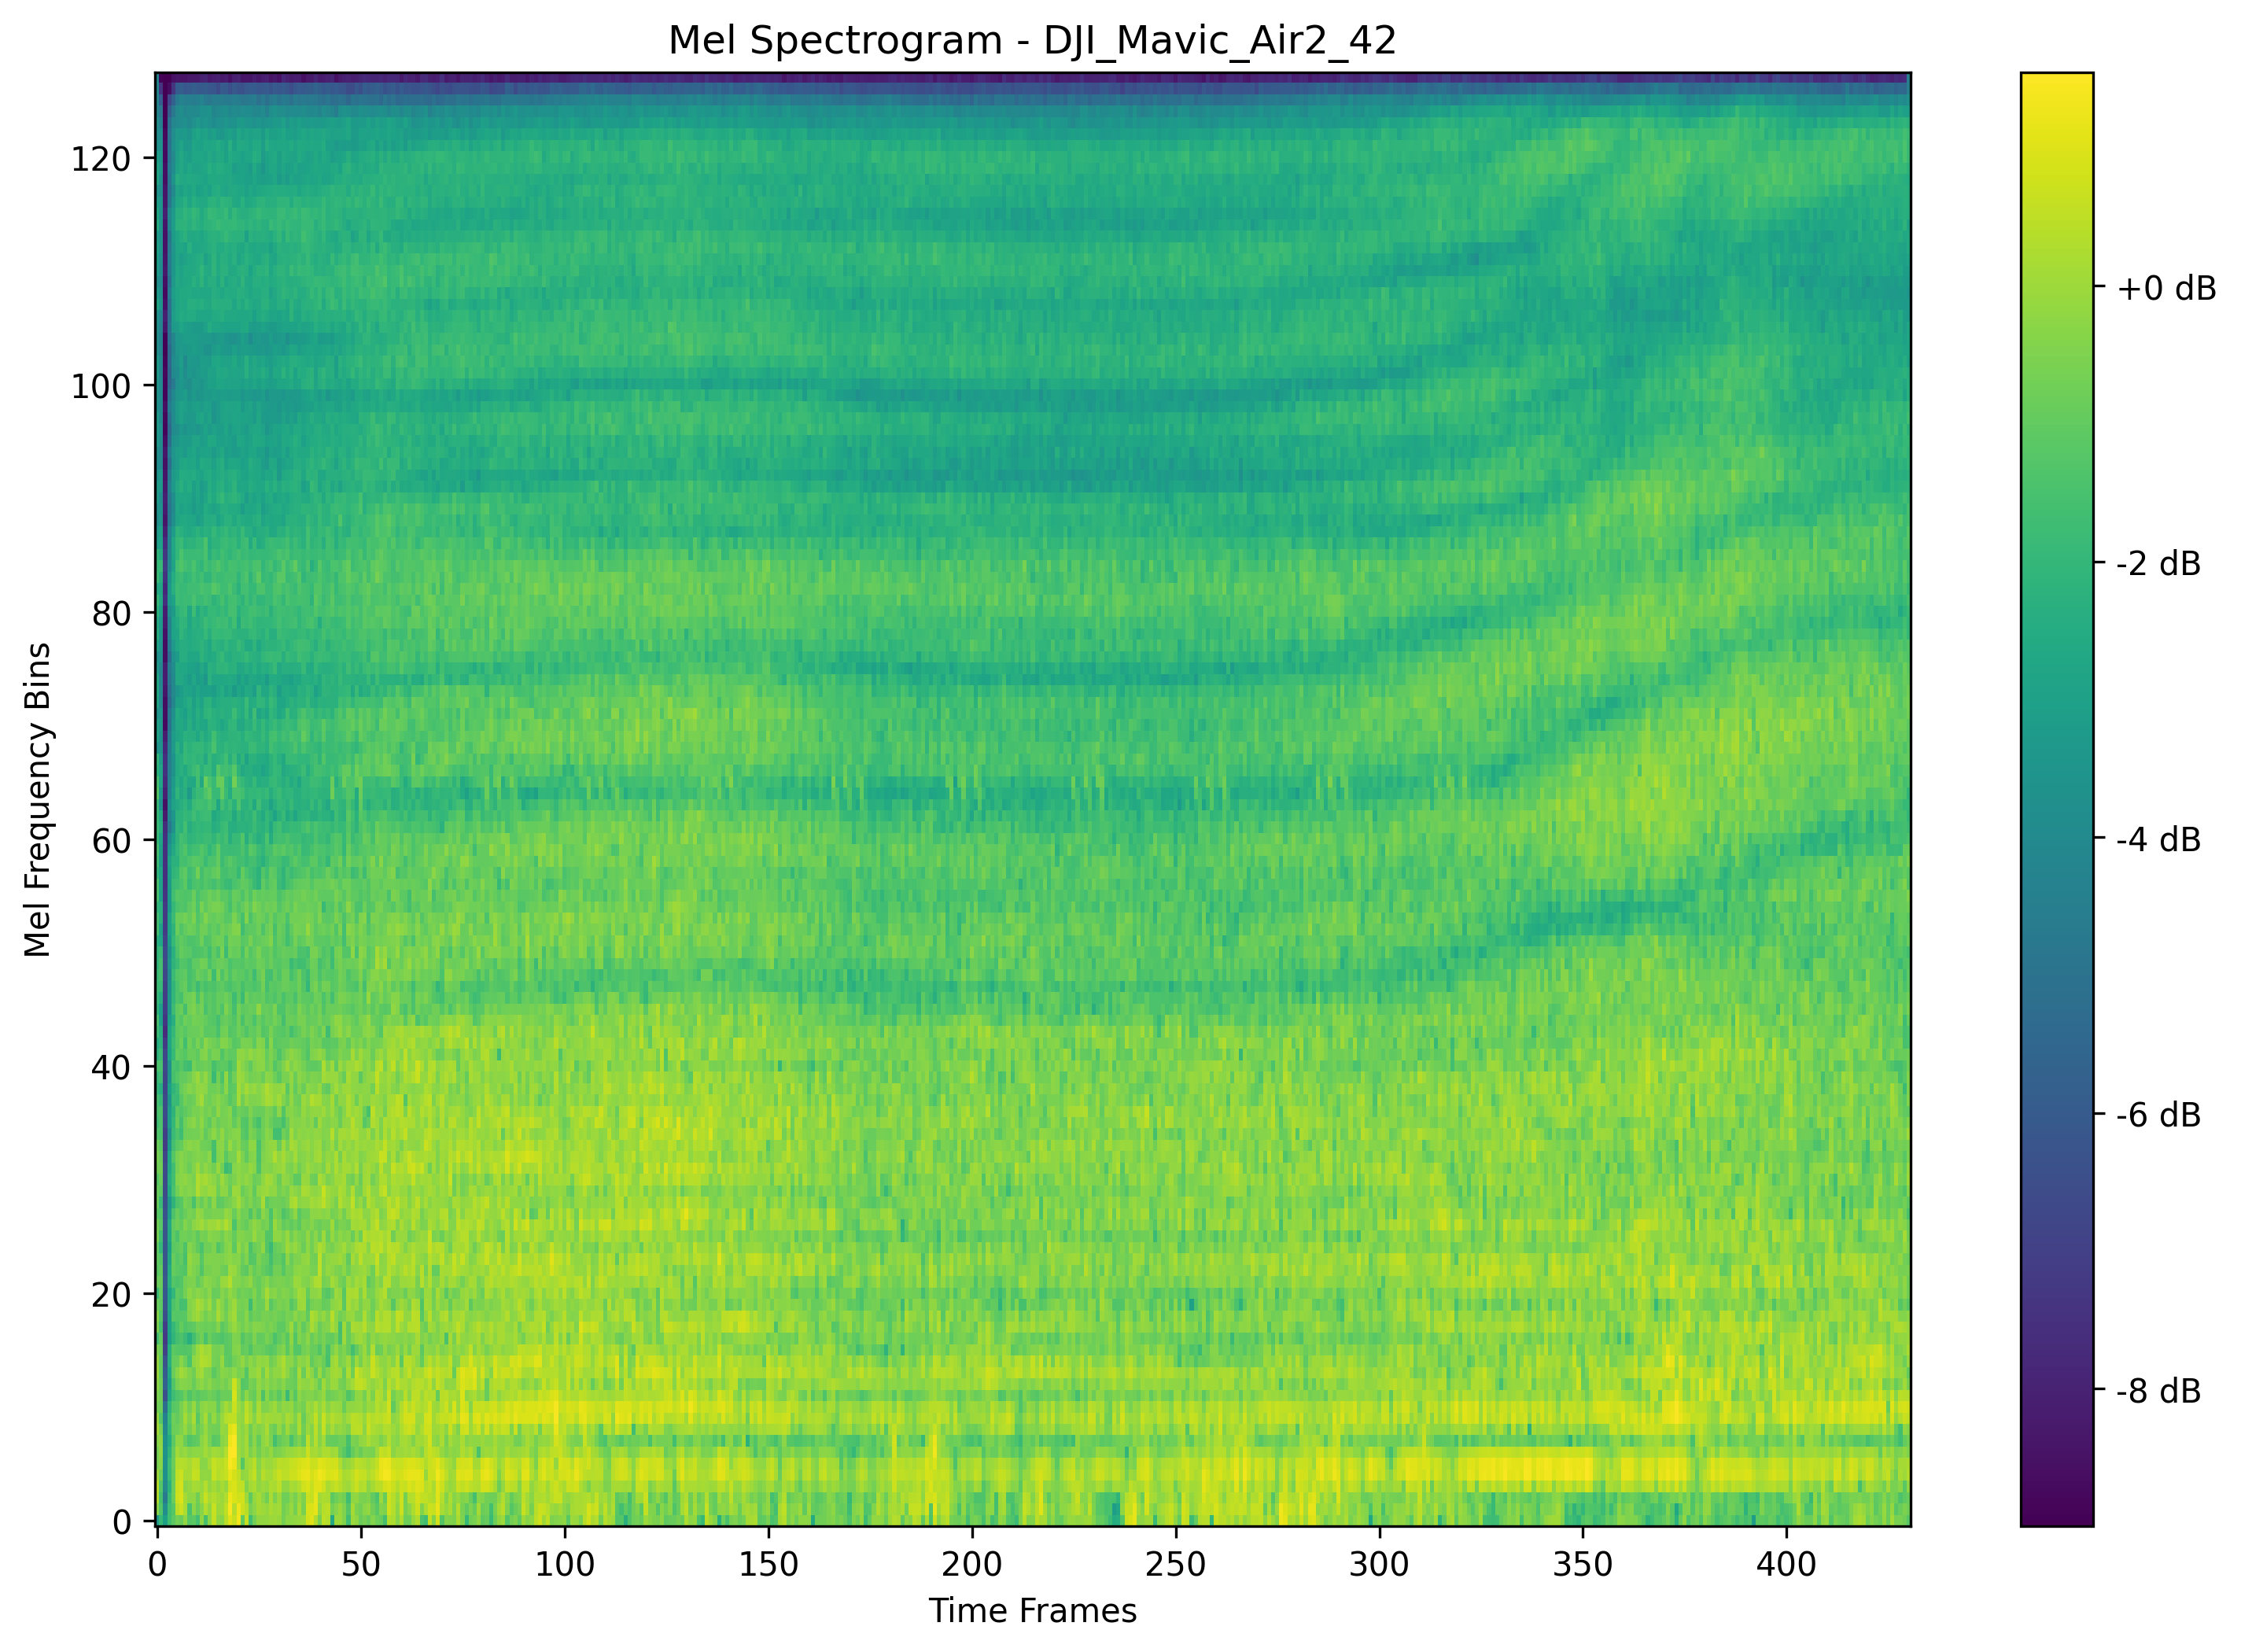 Mel Spectrogram - DJI_Mavic_Air2_42
120
100
80
60
40
20
0
Mel Frequency Bins
0 50 100 150 200 250 300 350 400
Time Frames
+0 dB
-2 dB
-4 dB
-6 dB
-8 dB